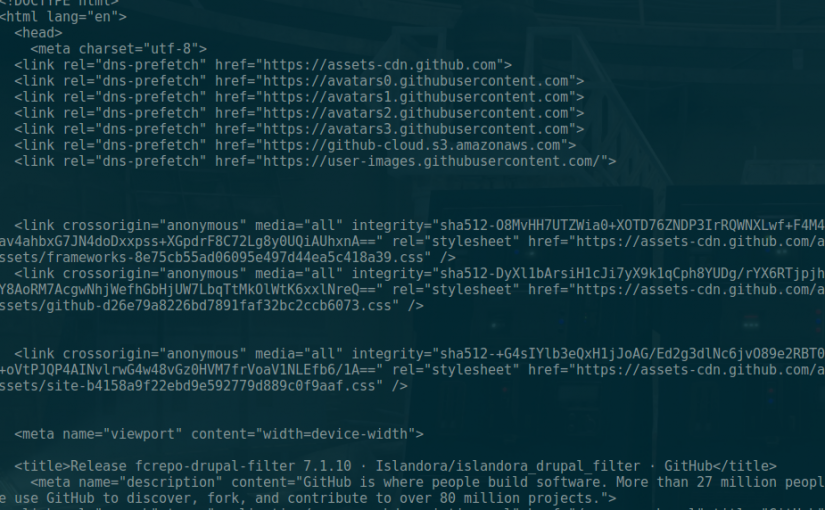 <!DOCTYPE html>
<html lang="en">
<head>
<meta charset="utf-8">
<link rel="dns-prefetch" href="https://assets-cdn.github.com">
<link rel="dns-prefetch" href="https://avatars0.githubusercontent.com">
<link rel="dns-prefetch" href="https://avatars1.githubusercontent.com">
<link rel="dns-prefetch" href="https://avatars2.githubusercontent.com">
<link rel="dns-prefetch" href="https://avatars3.githubusercontent.com">
<link rel="dns-prefetch" href="https://github-cloud.s3.amazonaws.com">
<link rel="dns-prefetch" href="https://user-images.githubusercontent.com/">
<link crossorigin="anonymous" media="all" integrity="sha512-O8MvHH7UTZWia0+XOTD76ZNDP3IrRQWNXLwf+F4M4
av4ahbxG7JN4doDxxpss+XGpdrF8C72Lg8y0UQiAUhxnA==" rel="stylesheet" href="https://assets-cdn.github.com/a
ssets/frameworks-8e75cb55ad06095e497d44ea5c418a39.css" />
<link crossorigin="anonymous" media="all" integrity="sha512-DyXl1bArsiH1cJi7yX9k1qCph8YUDg/rYX6RTjpjh
Y8AoRM7AcgwNhjWefhGbHjUW7LbqTtMkOlWtK6xxlNreQ==" rel="stylesheet" href="https://assets-cdn.github.com/a
ssets/github-d26e79a8226bd7891faf32bc2ccb6073.css" />
<link crossorigin="anonymous" media="all" integrity="sha512-+G4sIYlb3eQxH1jJoAG/Ed2g3dlNc6jvO89e2RBT0
+oVtPJQP4AINvlrwG4w48vGz0HVM7frVoaV1NLEfb6/1A==" rel="stylesheet" href="https://assets-cdn.github.com/a
ssets/site-b4158a9f22ebd9e592779d889c0f9aaf.css" />
<meta name="viewport" content="width=device-width">
<title>Release fcrepo-drupal-filter 7.1.10 · Islandora/islandora_drupal_filter · GitHub</title>
<meta name="description" content="GitHub is where people build software. More than 27 million peopl
e use GitHub to discover, fork, and contribute to over 80 million projects.">